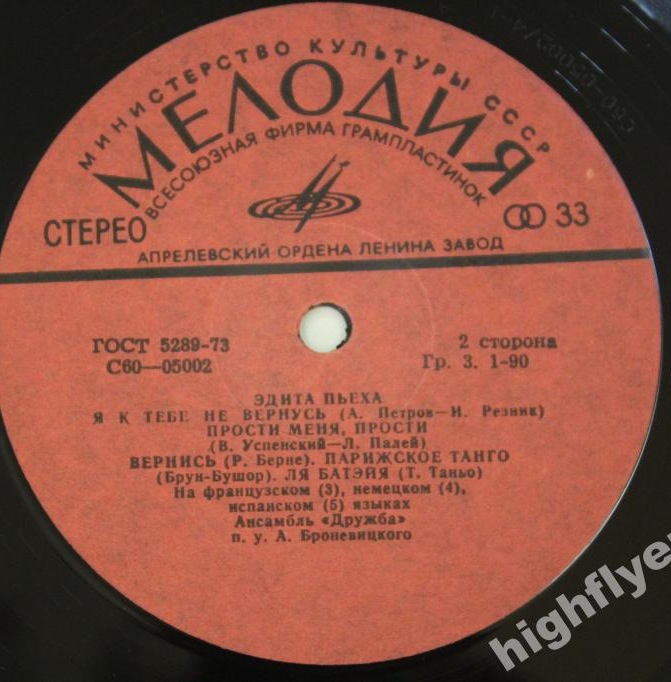 МИНИСТЕРСТВО КУЛЬТУРЫ СССР
МЕЛОДИЯ
ВСЕСОЮЗНАЯ ФИРМА ГРАМПЛАСТИНОК
СТЕРЕО
33
АПРЕЛЕВСКИЙ ОРДЕНА ЛЕНИНА ЗАВОД
ГОСТ 5289-73
2 сторона
С60—05002
Гр. 3. 1-90
ЭДИТА ПЬЕХА
Я К ТЕБЕ НЕ ВЕРНУСЬ (А. Петров—И. Резник)
ПРОСТИ МЕНЯ, ПРОСТИ
(В. Успенский—Л. Палей)
ВЕРНИСЬ (Р. Берне). ПАРИЖСКОЕ ТАНГО
(Брун-Бушор). ЛЯ БАТЭЙЯ (Т. Таньо)
На французском (3), немецком (4),
испанском (5) языках
Ансамбль «Дружба»
п. у. А. Броневицкого
highflyer